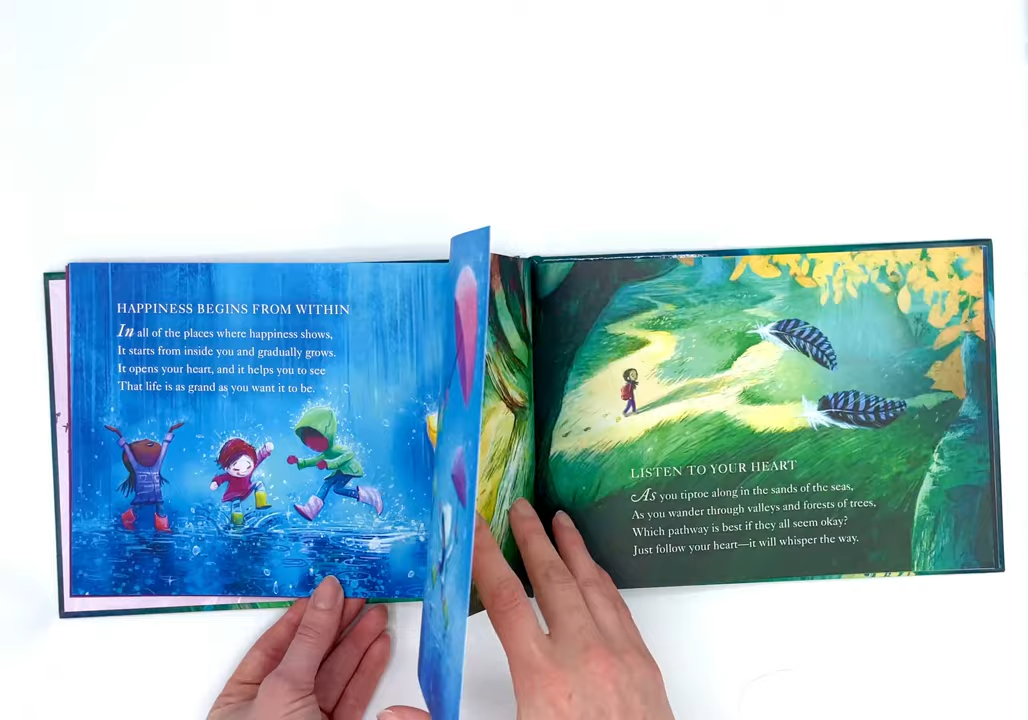 HAPPINESS BEGINS FROM WITHIN
In all of the places where happiness shows,
It starts from inside you and gradually grows.
It opens your heart, and it helps you to see
That life is as grand as you want it to be.
LISTEN TO YOUR HEART
As you tiptoe along in the sands of the seas,
As you wander through valleys and forests of trees,
Which pathway is best if they all seem okay?
Just follow your heart—it will whisper the way.